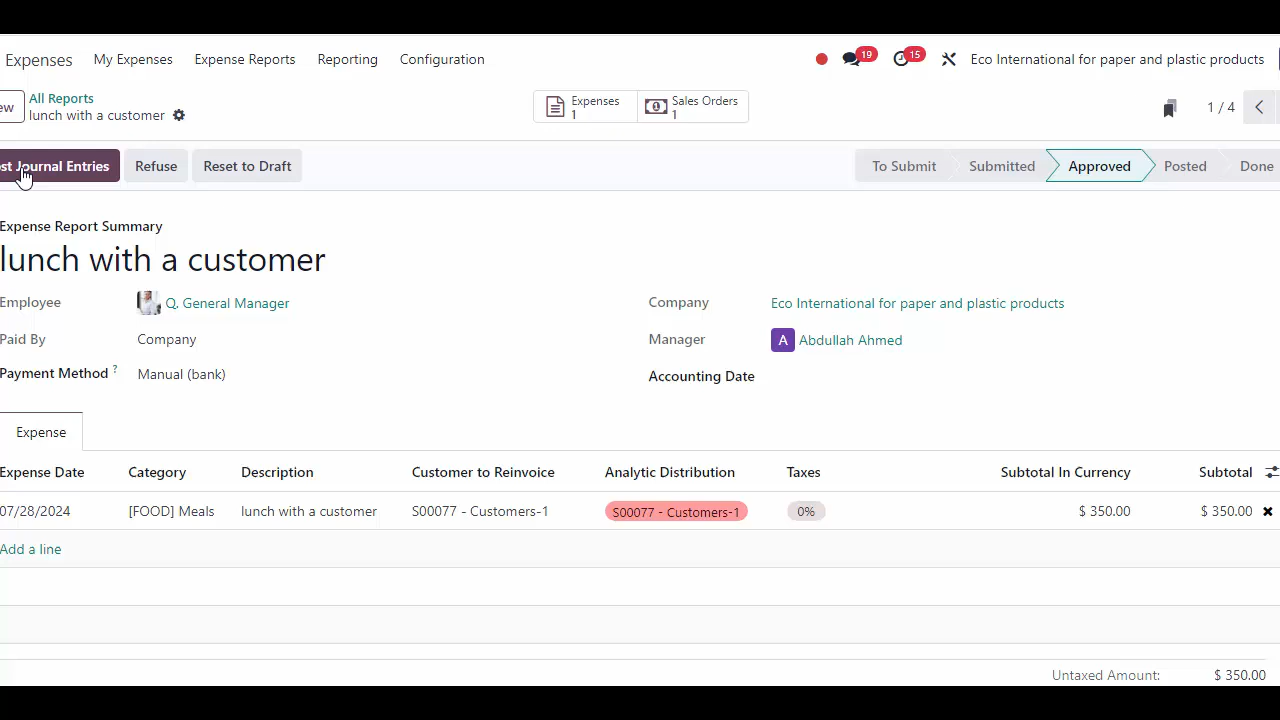 Expenses My Expenses Expense Reports Reporting Configuration 19 15 Eco International for paper and plastic products
ew All Reports
lunch with a customer
Expenses 1 Sales Orders 1 1 / 4
st Journal Entries Refuse Reset to Draft To Submit Submitted Approved Posted Done
Expense Report Summary
lunch with a customer
Employee Q. General Manager Company Eco International for paper and plastic products
Paid By Company Manager A Abdullah Ahmed
Payment Method ? Manual (bank) Accounting Date
Expense
Expense Date Category Description Customer to Reinvoice Analytic Distribution Taxes Subtotal In Currency Subtotal
07/28/2024 [FOOD] Meals lunch with a customer S00077 - Customers-1 S00077 - Customers-1 0% $ 350.00 $ 350.00
Add a line
Untaxed Amount: $ 350.00